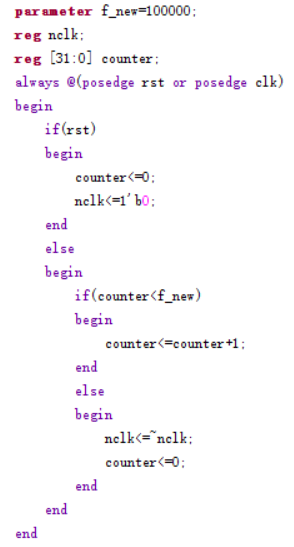 parameter f_new=100000;
reg nclk;
reg [31:0] counter;
always @(posedge rst or posedge clk)
begin
    if(rst)
    begin
        counter<=0;
        nclk<=1'b0;
    end
    else
    begin
        if(counter<f_new)
        begin
            counter<=counter+1;
        end
        else
        begin
            nclk<=~nclk;
            counter<=0;
        end
    end
end